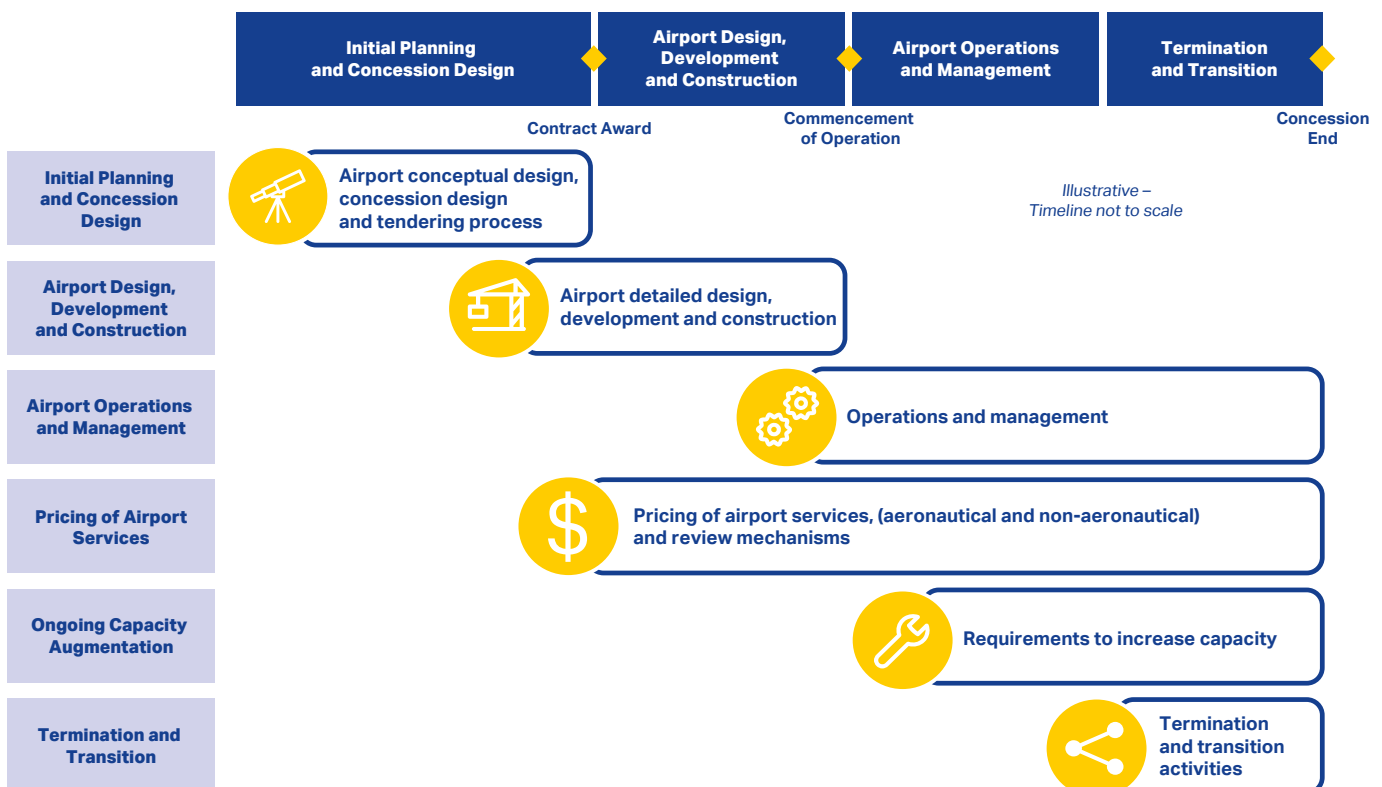 Initial Planning
and Concession Design
Airport Design,
Development
and Construction
Airport Operations
and Management
Termination
and Transition
Contract Award
Commencement
of Operation
Concession
End
Initial Planning
and Concession
Design
Airport conceptual design,
concession design
and tendering process
Illustrative –
Timeline not to scale
Airport Design,
Development
and Construction
Airport detailed design,
development and construction
Airport Operations
and Management
Operations and management
Pricing of Airport
Services
$
Pricing of airport services, (aeronautical and non-aeronautical)
and review mechanisms
Ongoing Capacity
Augmentation
Requirements to increase capacity
Termination and
Transition
Termination
and transition
activities